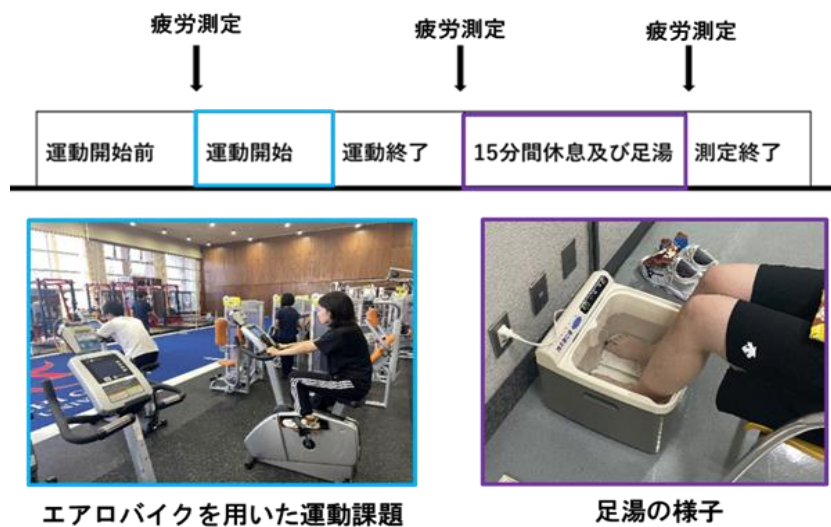 疲労測定
疲労測定
疲労測定
運動開始前
運動開始
運動終了
15分間休息及び足湯
測定終了
エアロバイクを用いた運動課題
足湯の様子